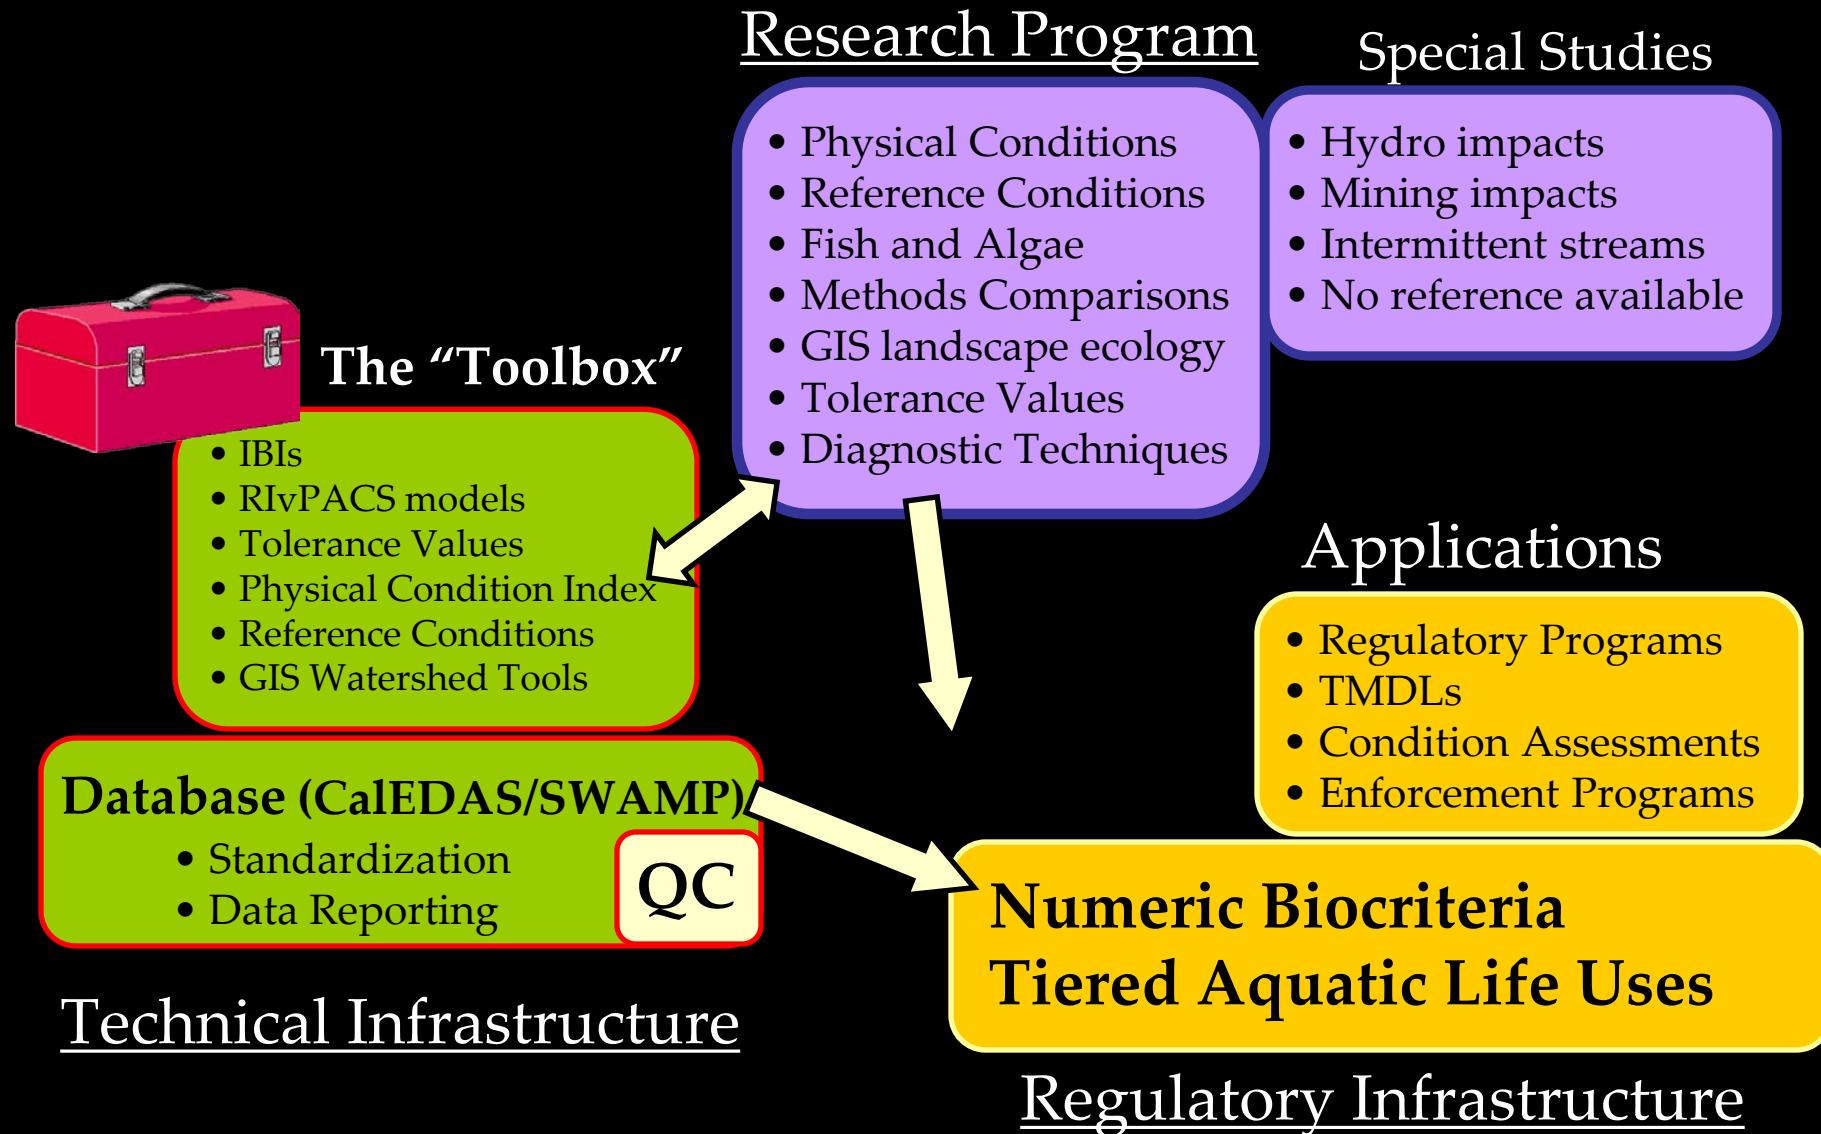 Research Program
• Physical Conditions
• Reference Conditions
• Fish and Algae
• Methods Comparisons
• GIS landscape ecology
• Tolerance Values
• Diagnostic Techniques
Special Studies
• Hydro impacts
• Mining impacts
• Intermittent streams
• No reference available
The “Toolbox”
• IBIs
• RIvPACS models
• Tolerance Values
• Physical Condition Index
• Reference Conditions
• GIS Watershed Tools
Database (CalEDAS/SWAMP)
• Standardization
• Data Reporting
QC
Technical Infrastructure
Applications
• Regulatory Programs
• TMDLs
• Condition Assessments
• Enforcement Programs
Numeric Biocriteria
Tiered Aquatic Life Uses
Regulatory Infrastructure